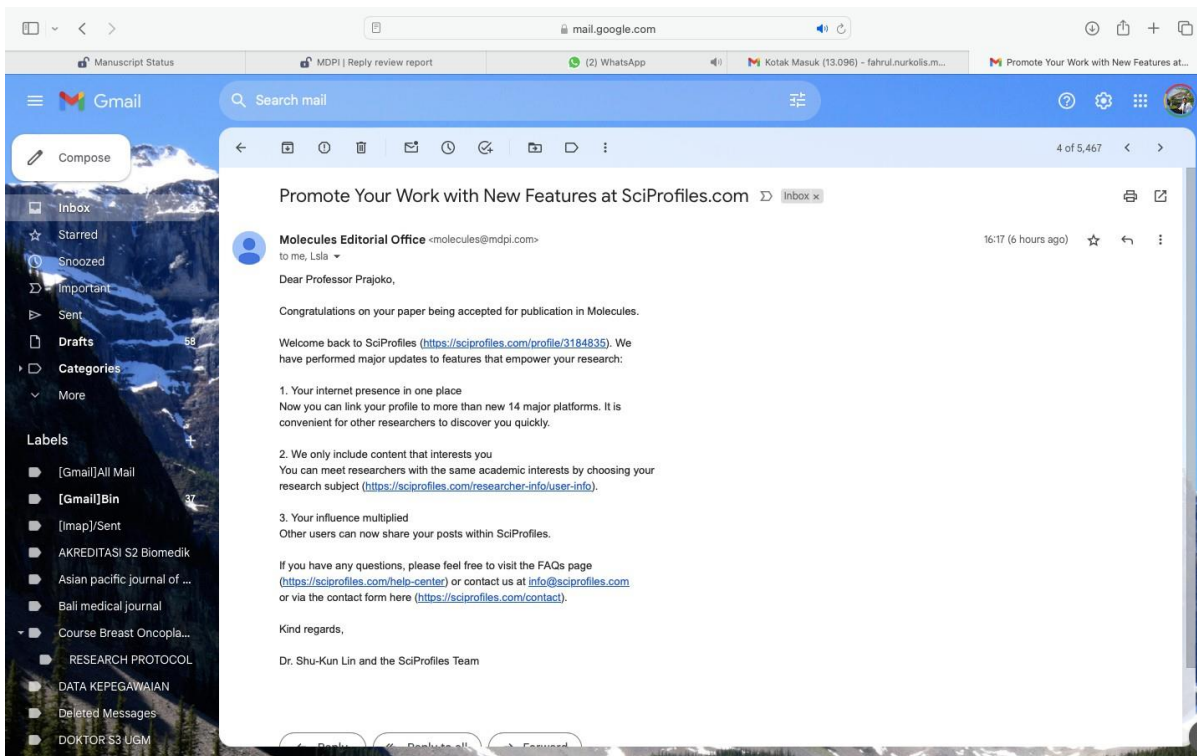 mail.google.com
Manuscript Status
MDPI | Reply review report
(2) WhatsApp
Kotak Masuk (13.096) - fahrul.nurkolis.m...
Promote Your Work with New Features at...
Gmail
Search mail
Compose
4 of 5,467
Inbox
Starred
Snoozed
Important
Sent
Drafts 58
Categories
More
Labels
[Gmail]All Mail
[Gmail]Bin 37
[Imap]/Sent
AKREDITASI S2 Biomedik
Asian pacific journal of ...
Bali medical journal
Course Breast Oncopla...
RESEARCH PROTOCOL
DATA KEPEGAWAIAN
Deleted Messages
DOKTOR S3 UGM
Promote Your Work with New Features at SciProfiles.com Inbox x
Molecules Editorial Office <molecules@mdpi.com>
16:17 (6 hours ago)
to me, Lsla
Dear Professor Prajoko,
Congratulations on your paper being accepted for publication in Molecules.
Welcome back to SciProfiles (https://sciprofiles.com/profile/3184835). We
have performed major updates to features that empower your research:
1. Your internet presence in one place
Now you can link your profile to more than new 14 major platforms. It is
convenient for other researchers to discover you quickly.
2. We only include content that interests you
You can meet researchers with the same academic interests by choosing your
research subject (https://sciprofiles.com/researcher-info/user-info).
3. Your influence multiplied
Other users can now share your posts within SciProfiles.
If you have any questions, please feel free to visit the FAQs page
(https://sciprofiles.com/help-center) or contact us at info@sciprofiles.com
or via the contact form here (https://sciprofiles.com/contact).
Kind regards,
Dr. Shu-Kun Lin and the SciProfiles Team
Reply
Reply to all
Forward